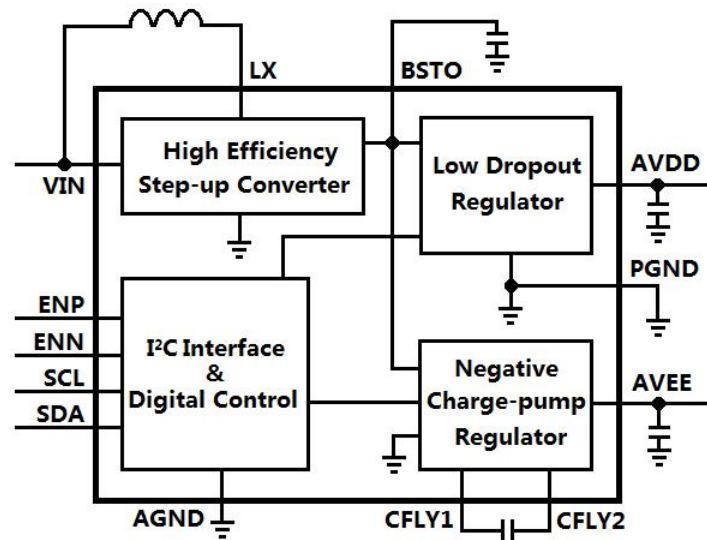 LX
BSTO
High Efficiency
Step-up Converter
VIN
Low Dropout
Regulator
AVDD
PGND
ENP
ENN
SCL
SDA
I²C Interface
&
Digital Control
Negative
Charge-pump
Regulator
AVEE
AGND
CFLY1
CFLY2